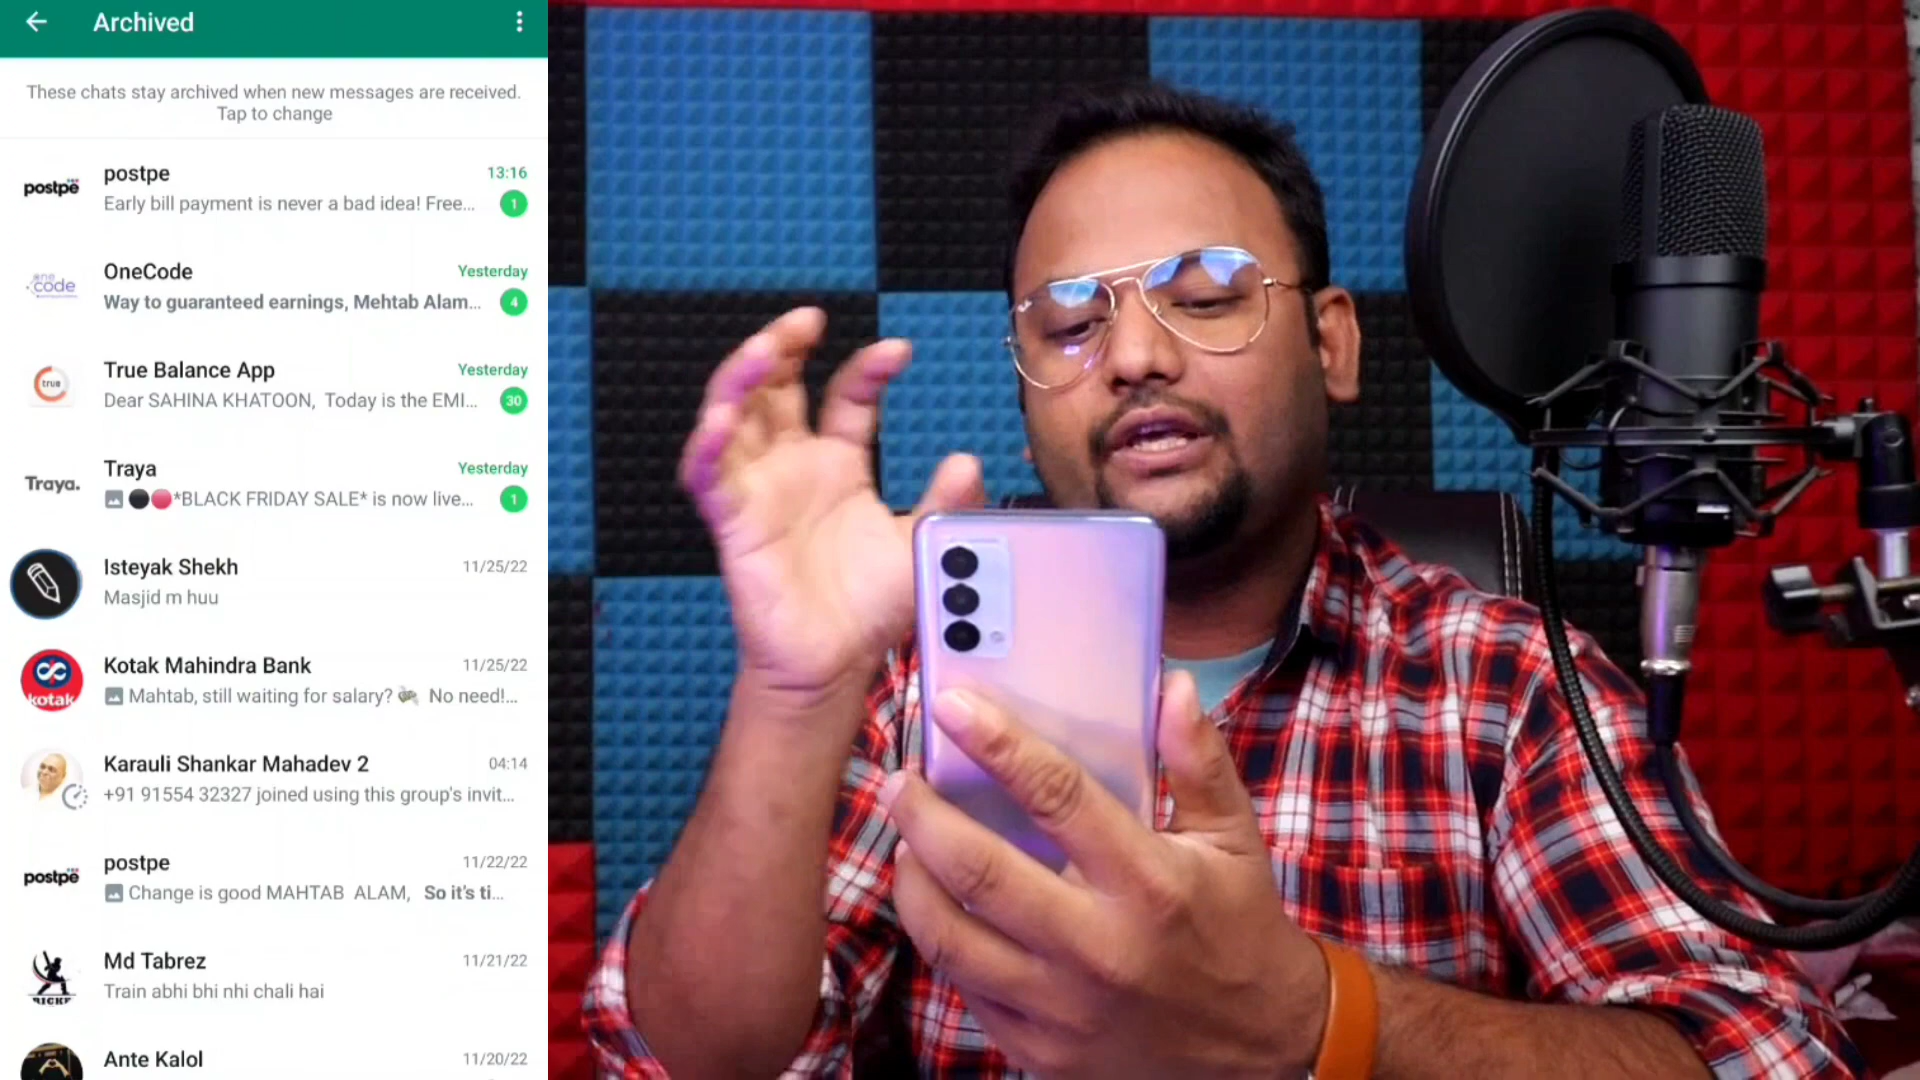 Archived
These chats stay archived when new messages are received.
Tap to change
postpe
postpe
13:16
Early bill payment is never a bad idea! Free...
1
one
code
OneCode
Yesterday
Way to guaranteed earnings, Mehtab Alam...
4
true
True Balance App
Yesterday
Dear SAHINA KHATOON, Today is the EMI...
30
Traya.
Traya
Yesterday
*BLACK FRIDAY SALE* is now live...
1
Isteyak Shekh
11/25/22
Masjid m huu
kotak
Kotak Mahindra Bank
11/25/22
Mahtab, still waiting for salary? No need!...
Karauli Shankar Mahadev 2
04:14
+91 91554 32327 joined using this group's invit...
postpe
postpe
11/22/22
Change is good MAHTAB ALAM, So it's ti...
Md Tabrez
11/21/22
Train abhi bhi nhi chali hai
Ante Kalol
11/20/22